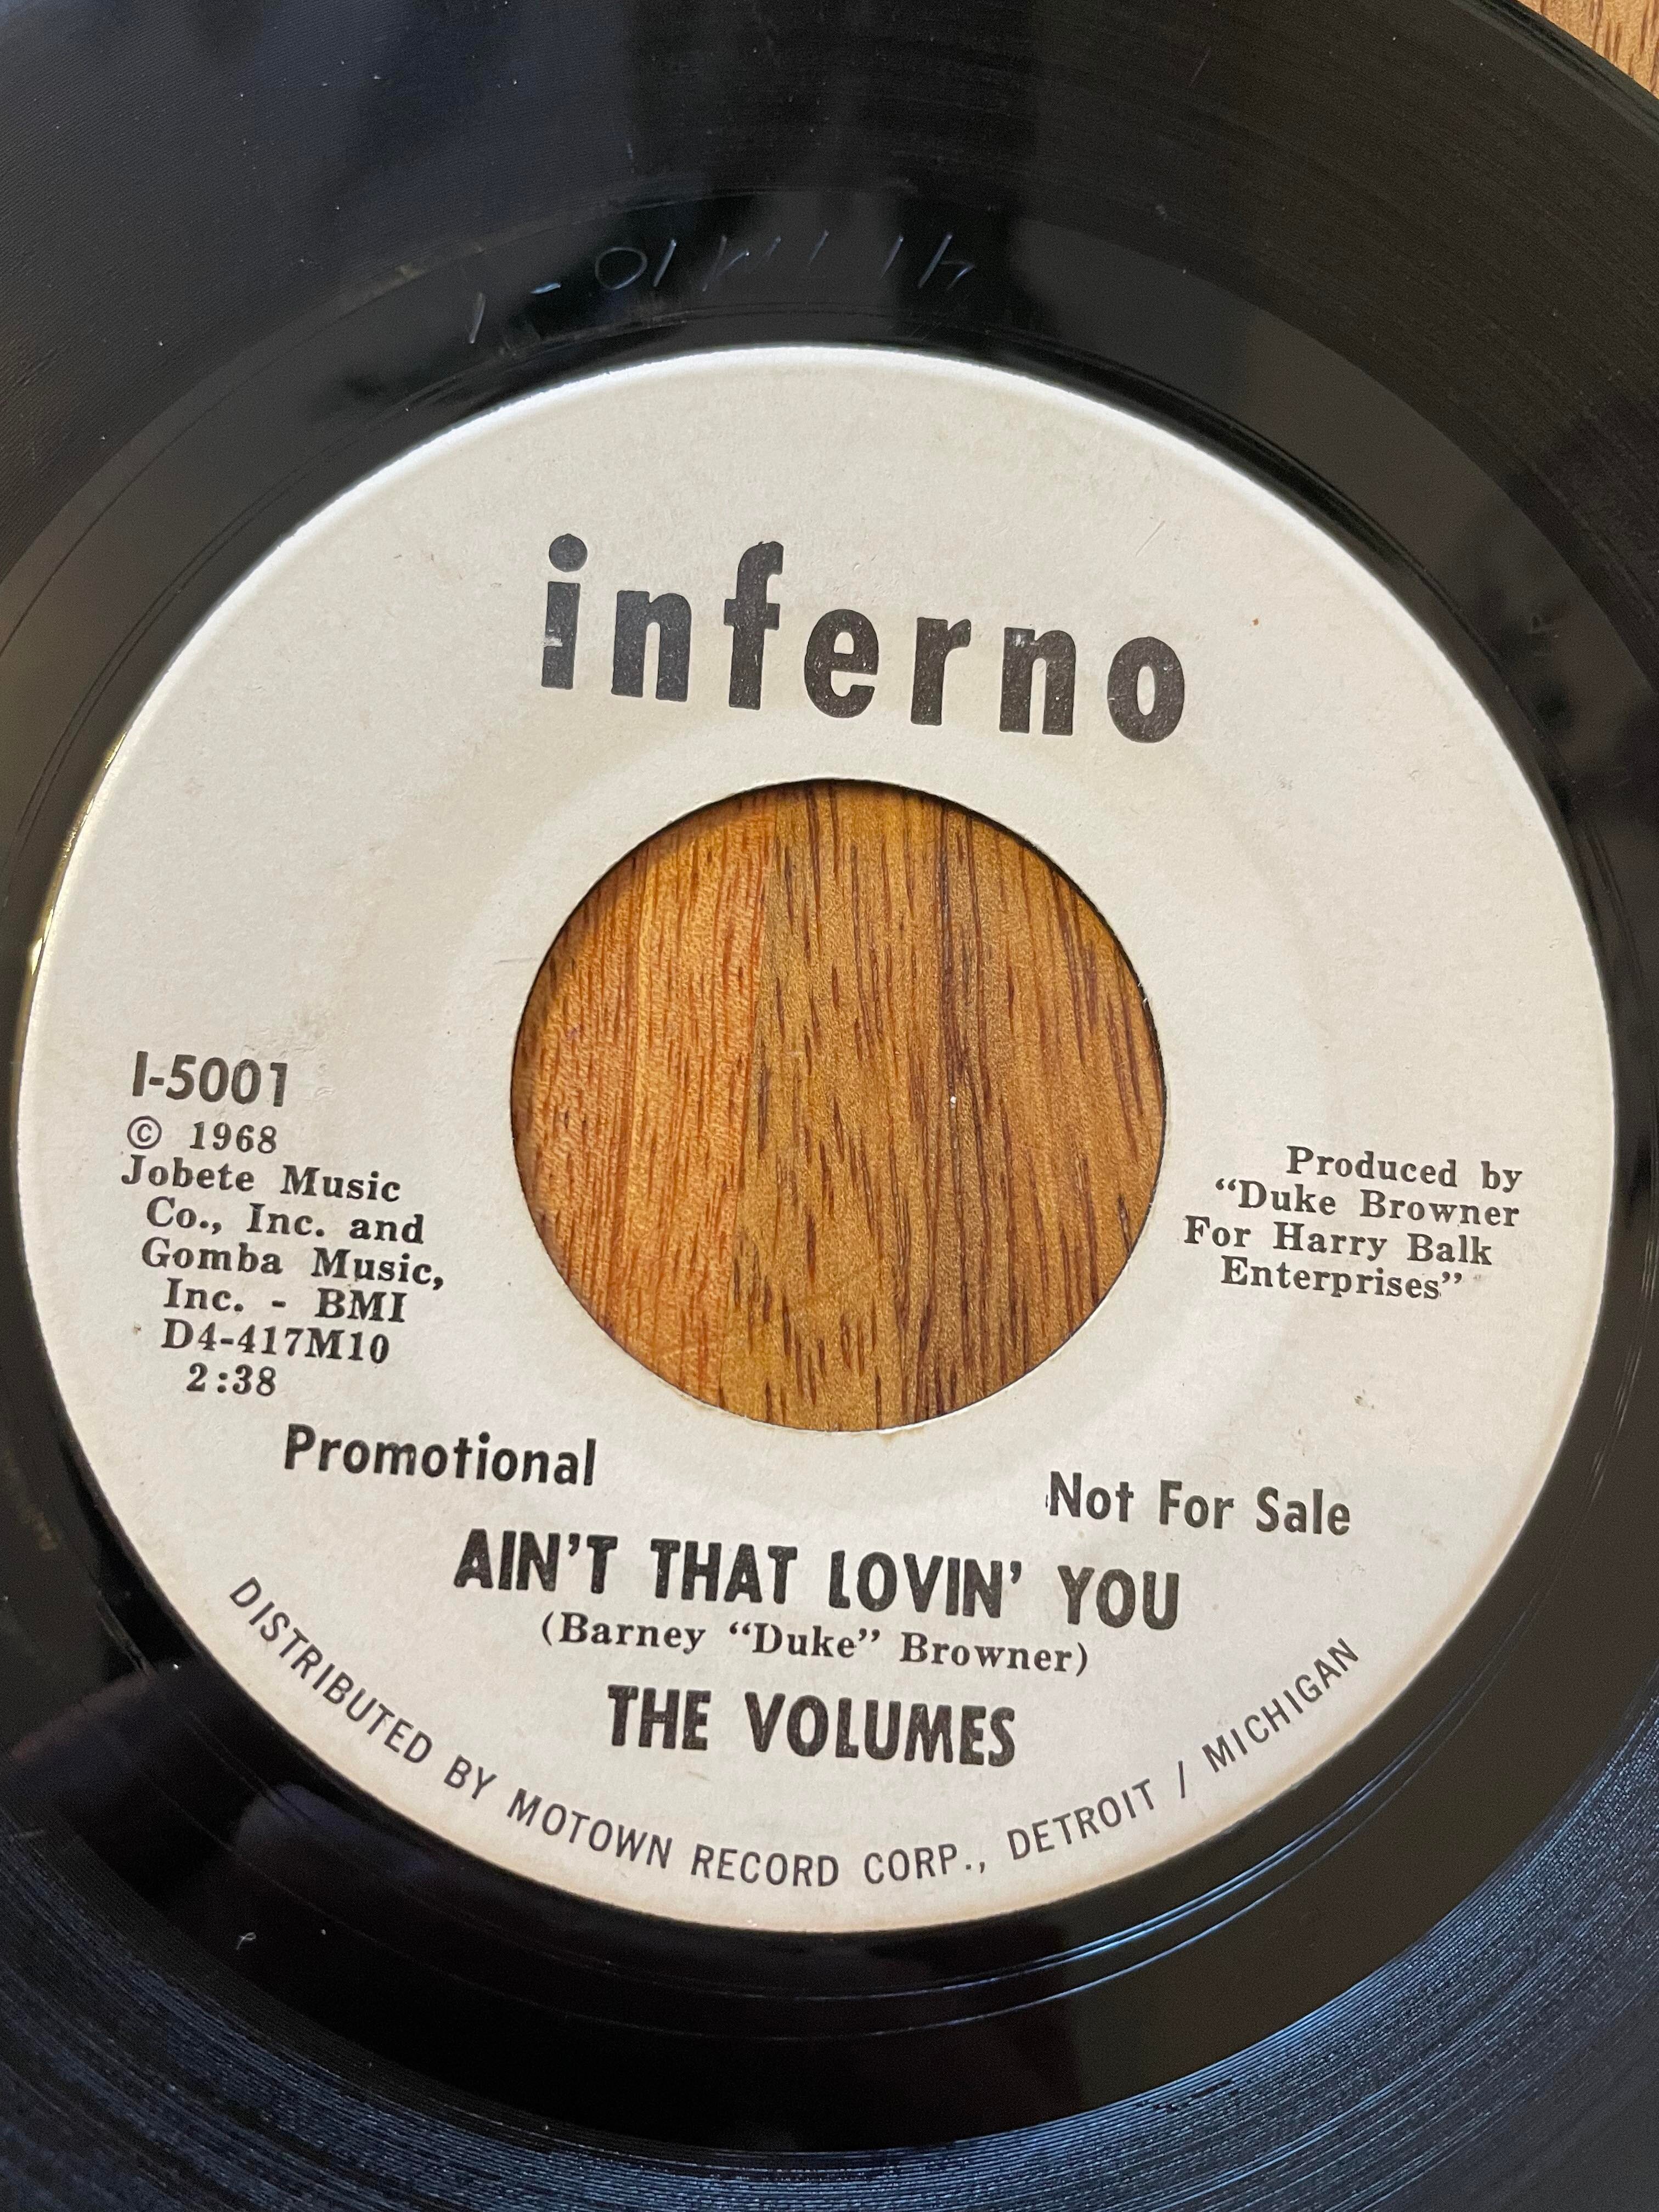 417M10-1
inferno
I-5001
© 1968
Jobete Music
Co., Inc. and
Gomba Music,
Inc. - BMI
D4-417M10
2:38
Produced by
“Duke Browner
For Harry Balk
Enterprises”
Promotional
Not For Sale
AIN'T THAT LOVIN' YOU
(Barney “Duke” Browner)
THE VOLUMES
DISTRIBUTED BY MOTOWN RECORD CORP., DETROIT / MICHIGAN